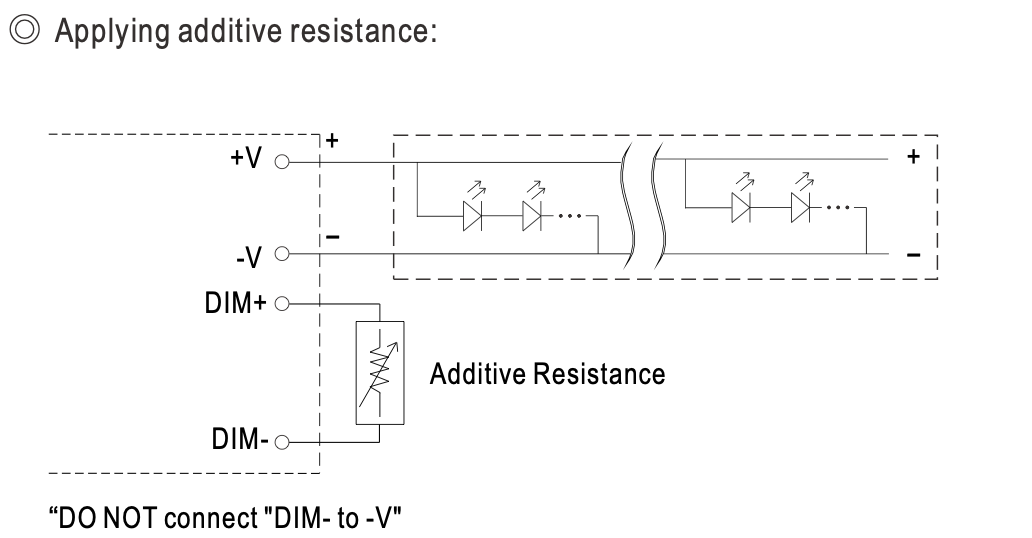 ◎ Applying additive resistance:
+
+V
+
-
-V
-
DIM+
Additive Resistance
DIM-
“DO NOT connect "DIM- to -V"